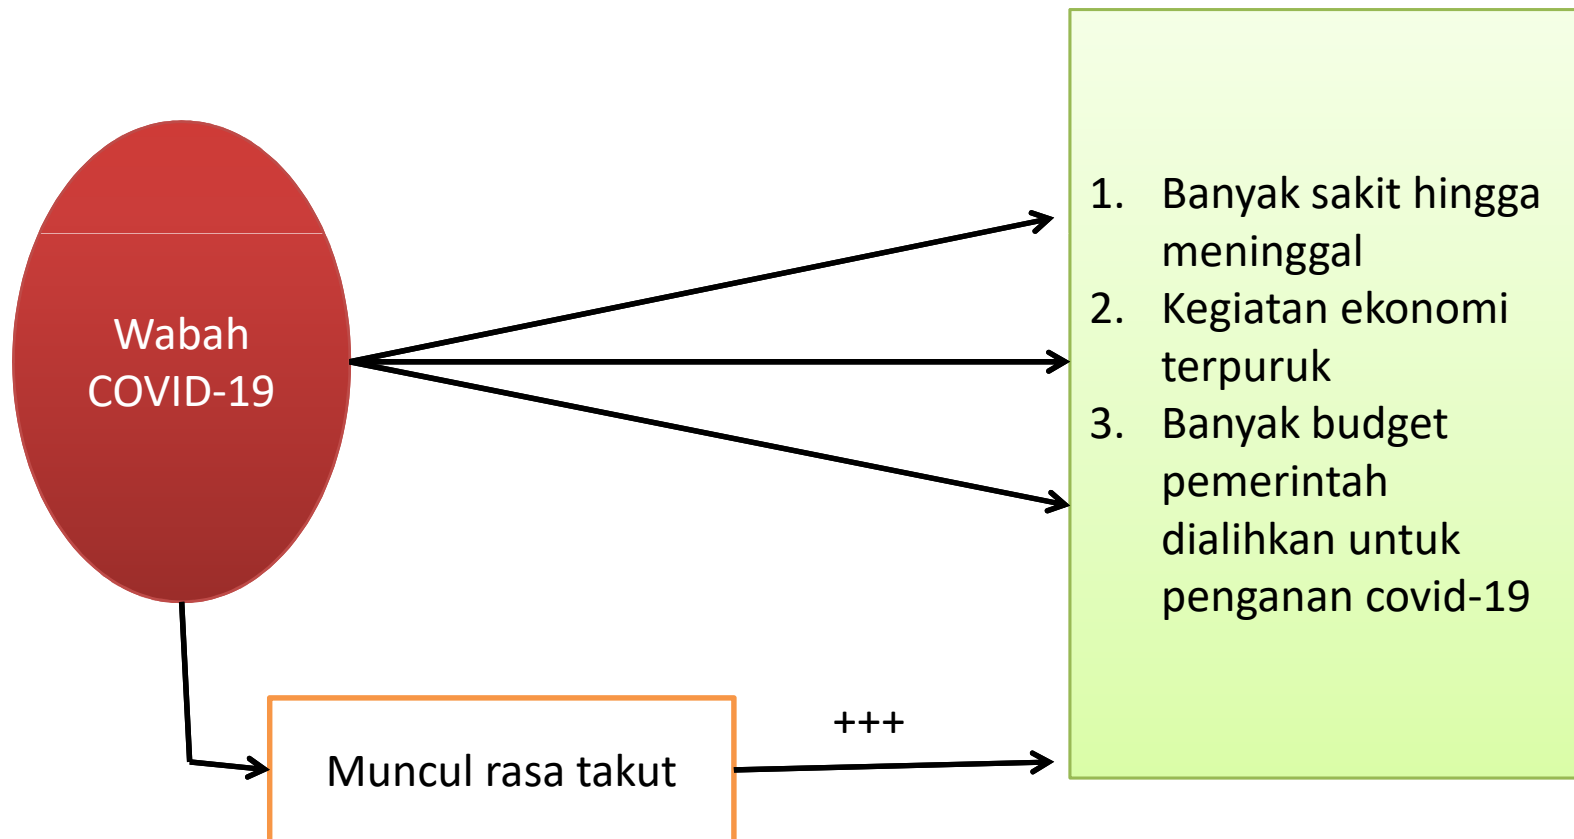 Wabah
COVID-19
1. Banyak sakit hingga
meninggal
2. Kegiatan ekonomi
terpuruk
3. Banyak budget
pemerintah
dialihkan untuk
penganan covid-19
+++
Muncul rasa takut